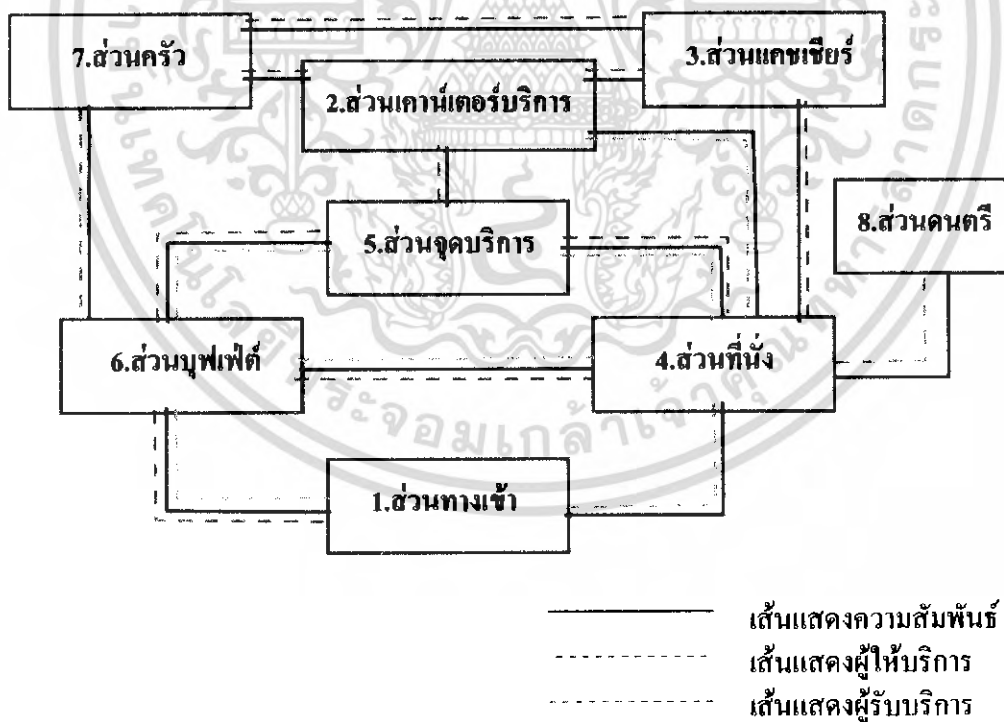 7.ส่วนครัว
3.ส่วนแคชเชียร์
2.ส่วนเคาน์เตอร์บริการ
5.ส่วนจุดบริการ
8.ส่วนดนตรี
6.ส่วนบุฟเฟ่ต์
4.ส่วนที่นั่ง
1.ส่วนทางเข้า
เส้นแสดงความสัมพันธ์
เส้นแสดงผู้ให้บริการ
เส้นแสดงผู้รับบริการ